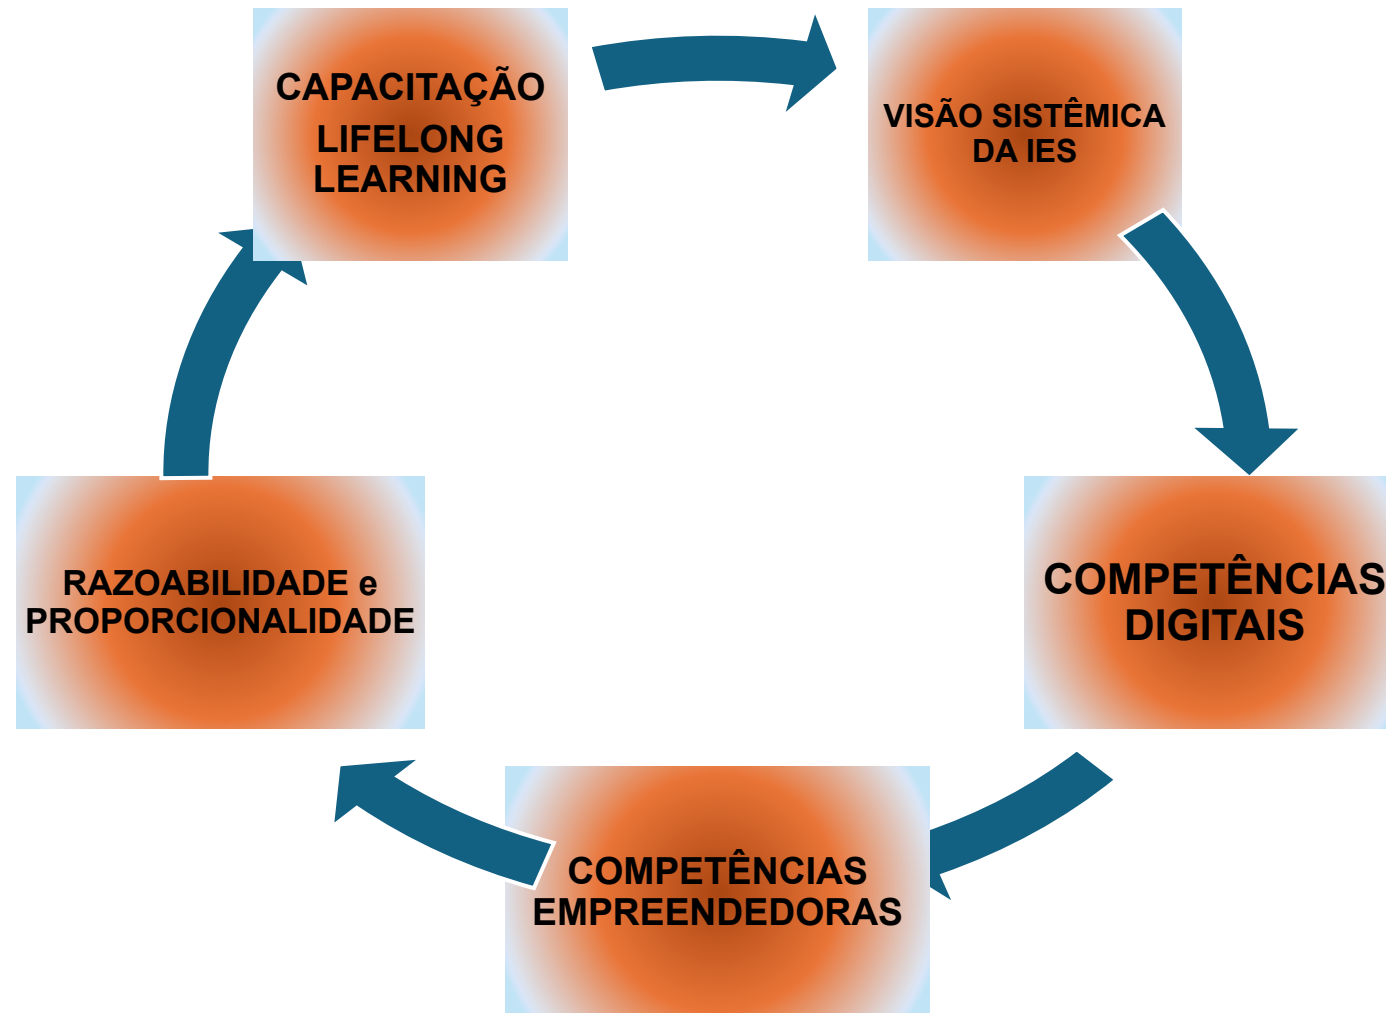 CAPACITAÇÃO
LIFELONG
LEARNING
VISÃO SISTÊMICA
DA IES
COMPETÊNCIAS
DIGITAIS
COMPETÊNCIAS
EMPREENDEDORAS
RAZOABILIDADE e
PROPORCIONALIDADE